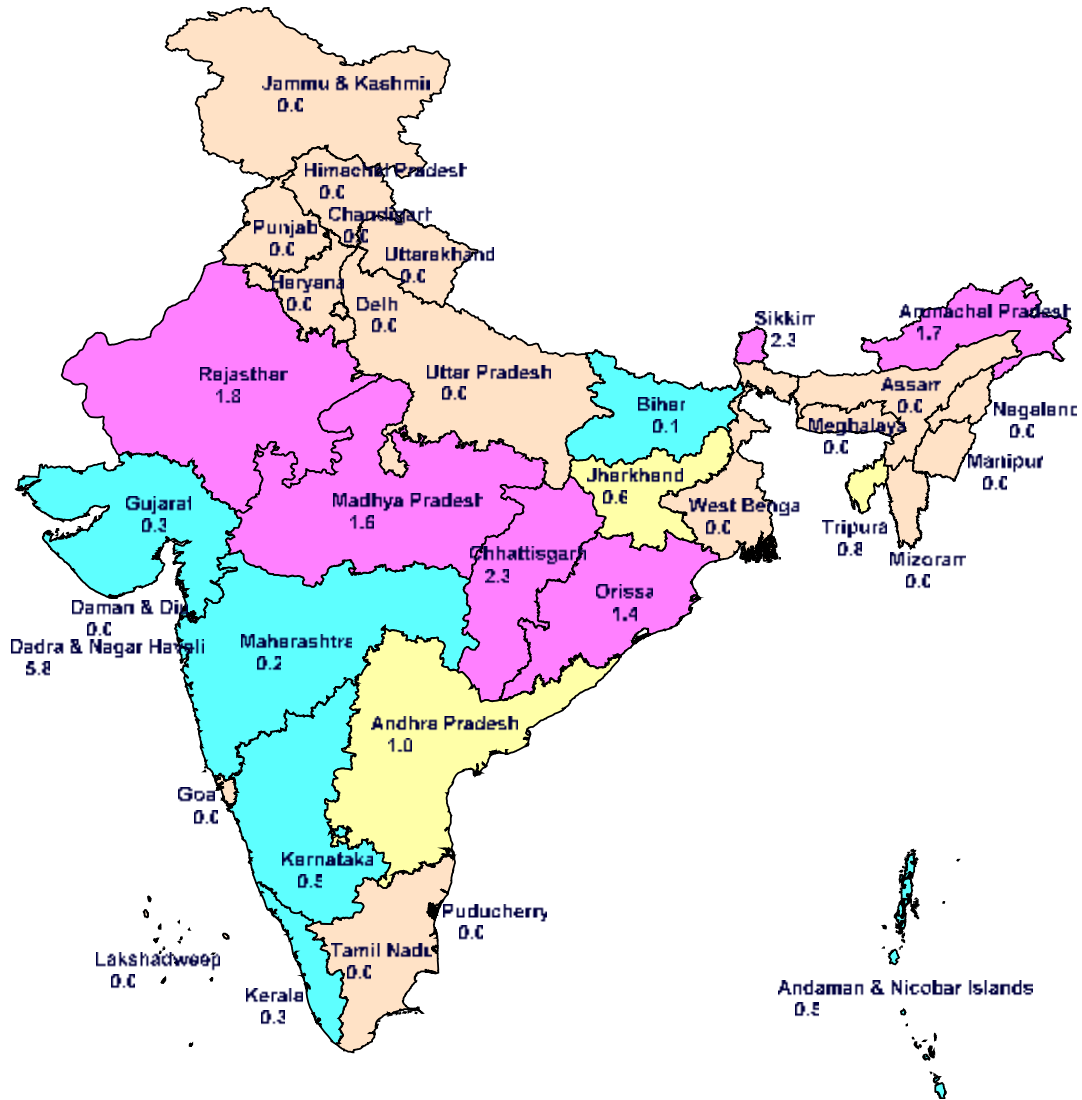 Jammu & Kashmir
0.0
Himachal Pradesh
0.0
Chandigarh
0.0
Punjab
0.0
Uttarakhand
0.0
Haryana
0.0
Delhi
0.0
Sikkim
2.3
Arunachal Pradesh
1.7
Rajasthan
1.8
Uttar Pradesh
0.0
Assam
0.0
Bihar
0.1
Nagaland
0.0
Meghalaya
0.0
Manipur
0.0
Jharkhand
0.6
Gujarat
0.3
Madhya Pradesh
1.6
West Bengal
0.0
Tripura
0.8
Mizoram
0.0
Chhattisgarh
2.3
Orissa
1.4
Daman & Diu
0.0
Dadra & Nagar Haveli
5.8
Maharashtra
0.2
Andhra Pradesh
1.0
Goa
0.0
Karnataka
0.5
Puducherry
0.0
Lakshadweep
0.0
Tamil Nadu
0.0
Kerala
0.3
Andaman & Nicobar Islands
0.5